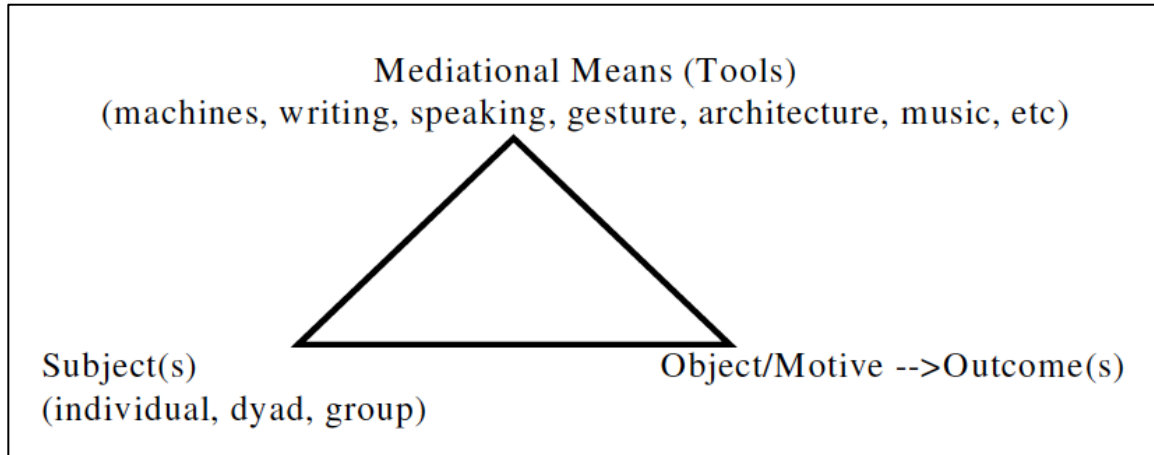 Mediational Means (Tools)
(machines, writing, speaking, gesture, architecture, music, etc)
Subject(s)
Object/Motive -->Outcome(s)
(individual, dyad, group)